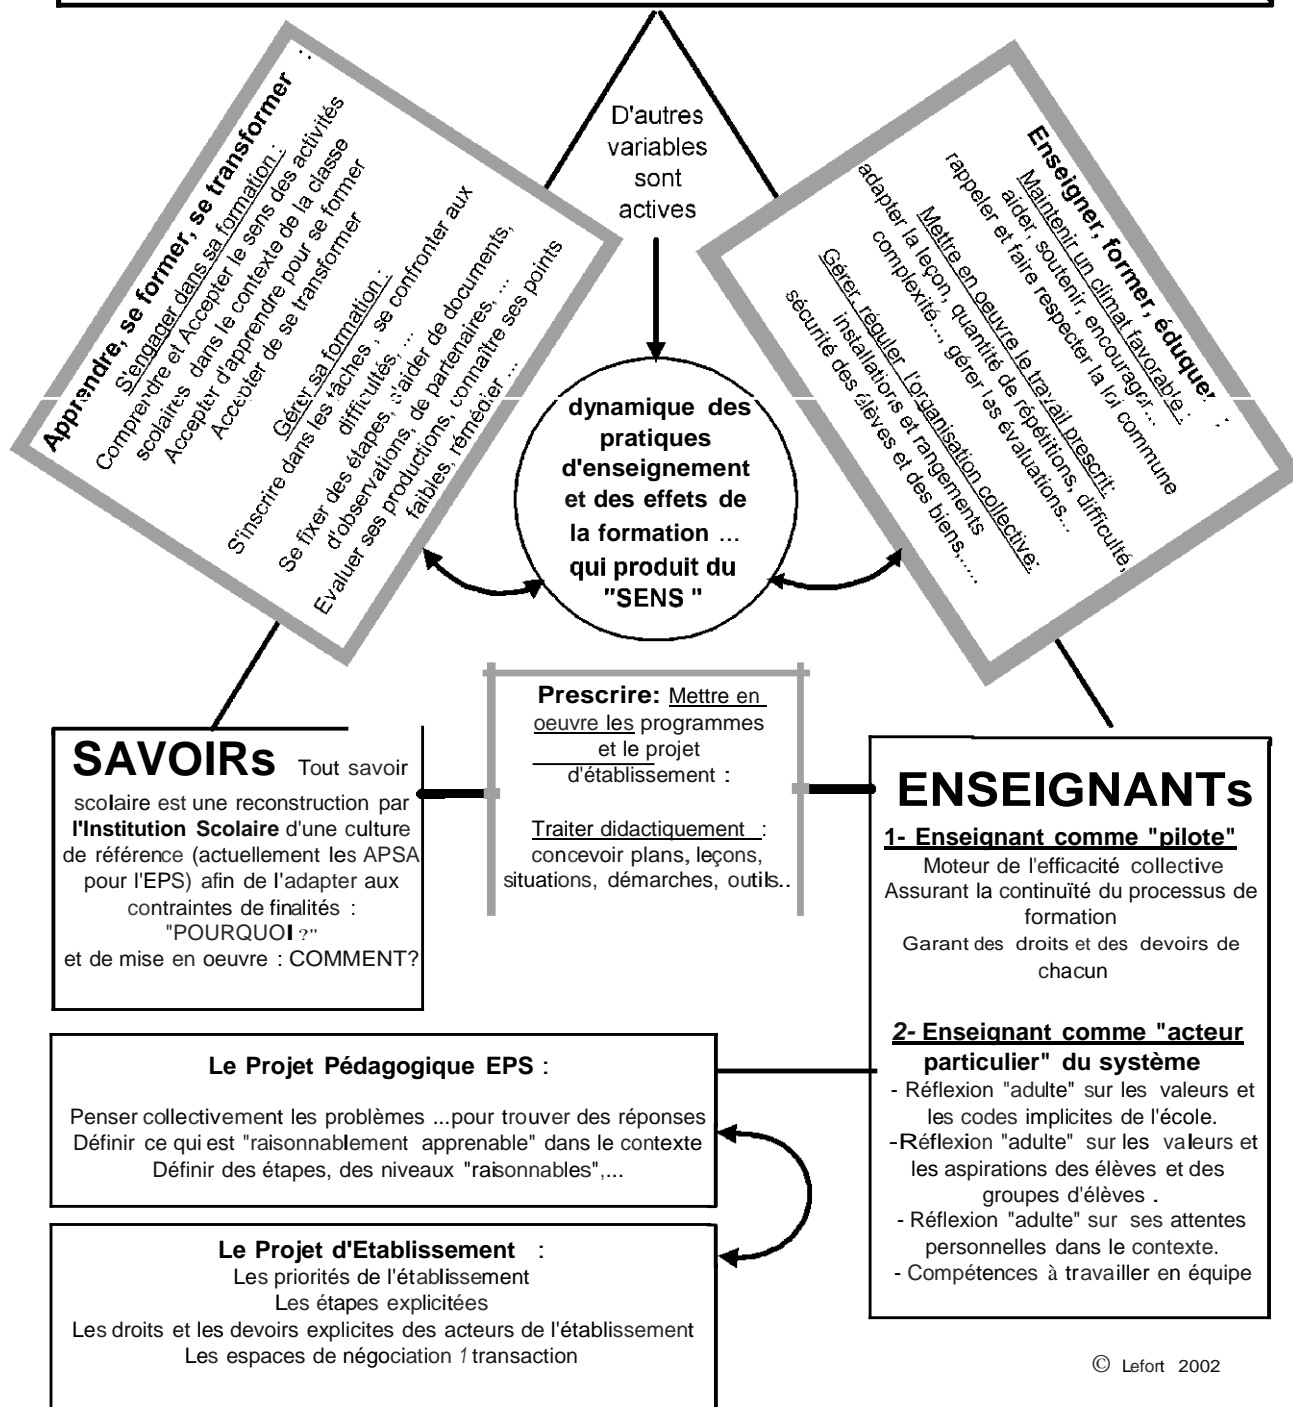 D'autres
variables
sont
actives
Apprendre, se former, se transformer :
S'engager dans sa formation :
Comprendre et Accepter le sens des activités
scolaires dans le contexte de la classe
Accepter d'apprendre pour se former
Accepter de se transformer
Gérer sa formation :
S'inscrire dans les tâches , se confronter aux
difficultés, ...
Se fixer des étapes, s'aider de documents,
d'observations, de partenaires, ...
Evaluer ses productions, connaître ses points
faibles, remédier ...
Enseigner, former, éduquer :
Maintenir un climat favorable :
aider, soutenir, encourager...
rappeler et faire respecter la loi commune
Mettre en oeuvre le travail prescrit:
adapter la leçon, quantité de répétitions, difficulté,
complexité..., gérer les évaluations...
Gérer, réguler l'organisation collective:
installations et rangements
sécurité des élèves et des biens,.....
dynamique des
pratiques
d'enseignement
et des effets de
la formation ...
qui produit du
"SENS "
Prescrire: Mettre en
oeuvre les programmes
et le projet
d'établissement :
Traiter didactiquement :
concevoir plans, leçons,
situations, démarches, outils..
SAVOIRs Tout savoir
scolaire est une reconstruction par
l'Institution Scolaire d'une culture
de référence (actuellement les APSA
pour l'EPS) afin de l'adapter aux
contraintes de finalités :
"POURQUOI ?"
et de mise en oeuvre : COMMENT?
ENSEIGNANTs
1- Enseignant comme "pilote"
Moteur de l'efficacité collective
Assurant la continuïté du processus de
formation
Garant des droits et des devoirs de
chacun
2- Enseignant comme "acteur
particulier" du système
- Réflexion "adulte" sur les valeurs et
les codes implicites de l'école.
-Réflexion "adulte" sur les valeurs et
les aspirations des élèves et des
groupes d'élèves .
- Réflexion "adulte" sur ses attentes
personnelles dans le contexte.
- Compétences à travailler en équipe
Le Projet Pédagogique EPS :
Penser collectivement les problèmes ...pour trouver des réponses
Définir ce qui est "raisonnablement apprenable" dans le contexte
Définir des étapes, des niveaux "raisonnables",...
Le Projet d'Etablissement :
Les priorités de l'établissement
Les étapes explicitées
Les droits et les devoirs explicites des acteurs de l'établissement
Les espaces de négociation 1 transaction
© Lefort 2002